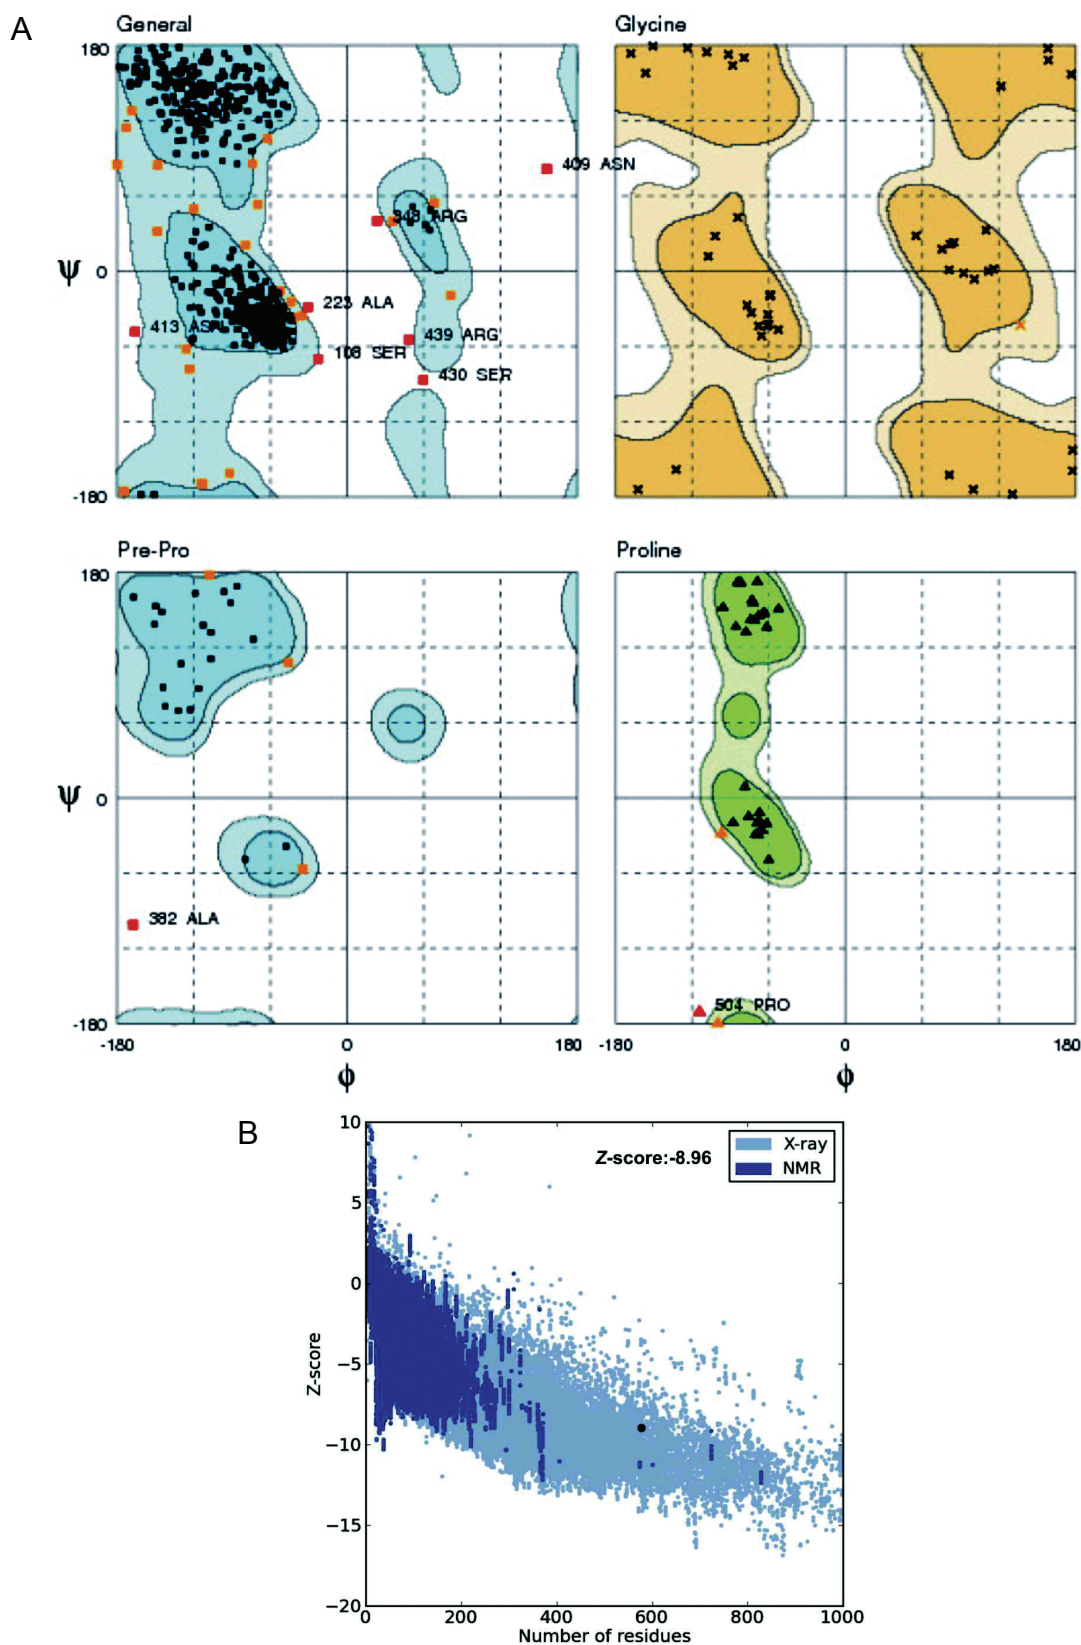 A
General
Glycine
180
409 ASN
348 ARG
ψ
0
223 ALA
413 ASN
439 ARG
108 SER
430 SER
-180
Pre-Pro
Proline
180
ψ
0
382 ALA
504 PRO
-180
-180
0
180
-180
0
180
ϕ
ϕ
B
10
Z-score:-8.96
X-ray
NMR
5
0
Z-score
−5
−10
−15
−20
0
200
400
600
800
1000
Number of residues